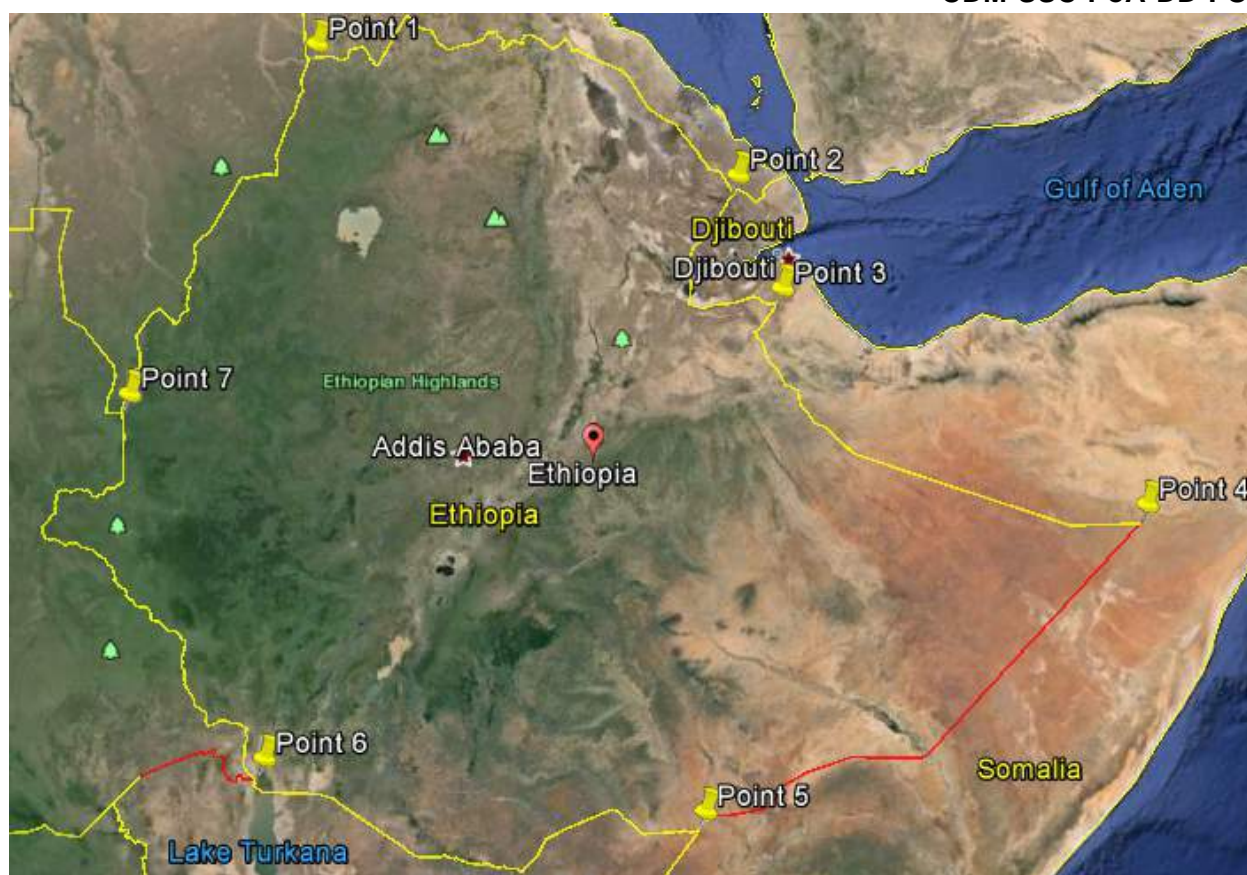 Point 1
Point 2
Gulf of Aden
Djibouti
Djibouti
Point 3
Point 7
Ethiopian Highlands
Addis Ababa
Ethiopia
Ethiopia
Point 4
Point 6
Point 5
Somalia
Lake Turkana